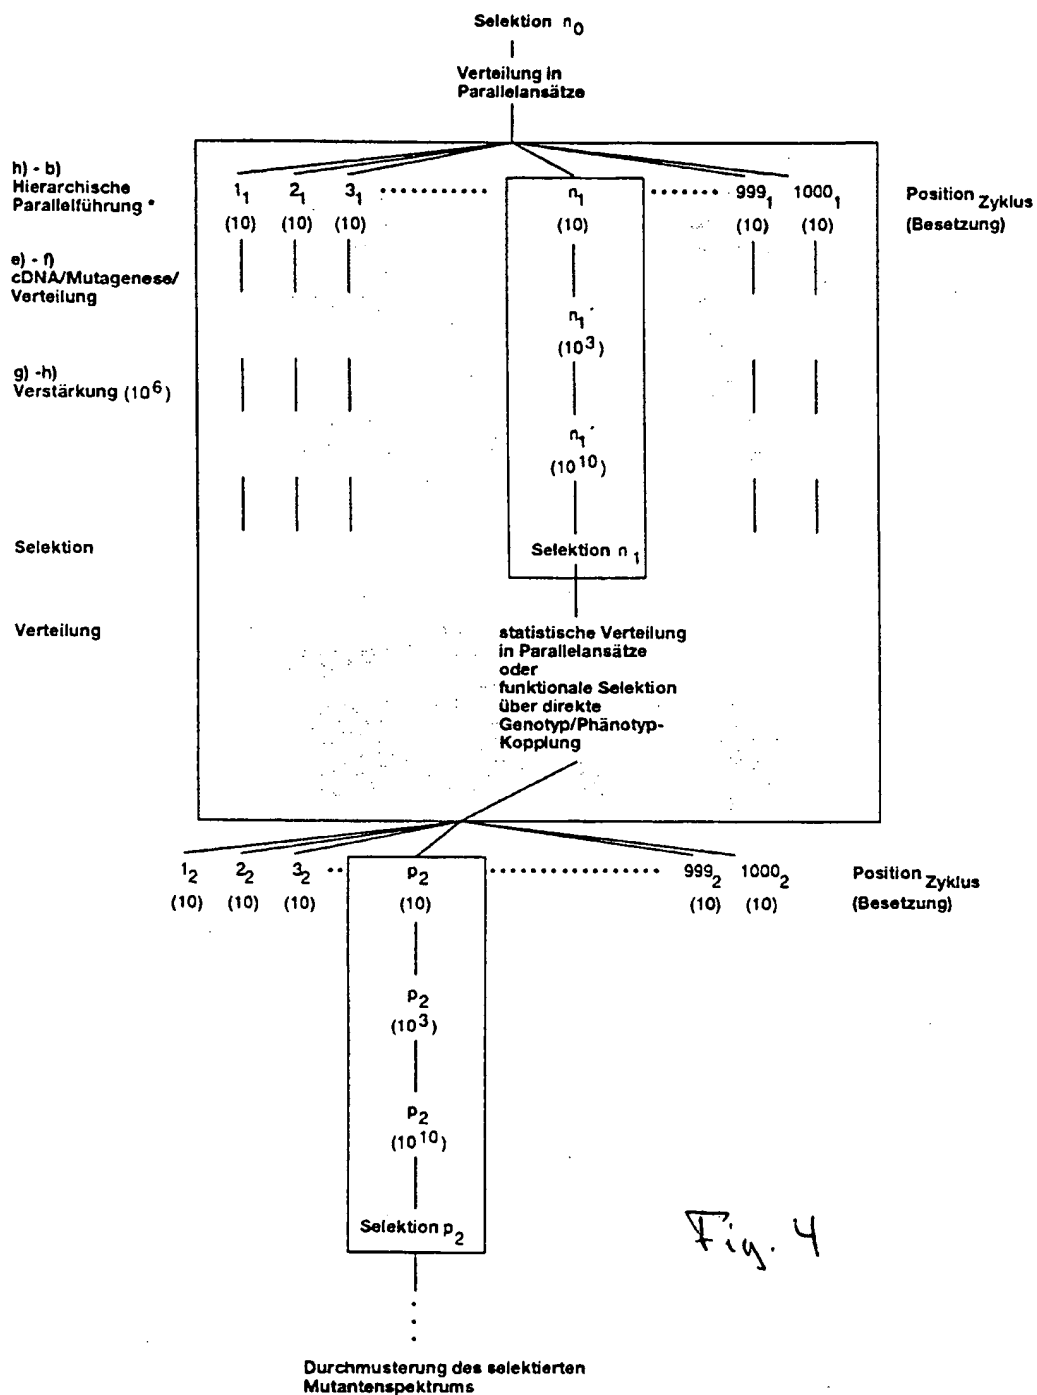 Selektion n0
Verteilung in
Parallelansätze
h) - b)
Hierarchische
Parallelführung *
1₁ 2₁ 3₁ n₁ 999₁ 1000₁
Position Zyklus
(10) (10) (10) (10) (10) (10)
(Besetzung)
e) - f)
cDNA/Mutagenese/
Verteilung
n₁´
(10³)
g) -h)
Verstärkung (10⁶)
n₁´
(10¹⁰)
Selektion
Selektion n₁
Verteilung
statistische Verteilung
in Parallelansätze
oder
funktionale Selektion
über direkte
Genotyp/Phänotyp-
Kopplung
1₂ 2₂ 3₂ p₂ 999₂ 1000₂
Position Zyklus
(10) (10) (10) (10) (10) (10)
(Besetzung)
p₂
(10³)
p₂
(10¹⁰)
Selektion p₂
Fig. 4
Durchmusterung des selektierten
Mutantenspektrums